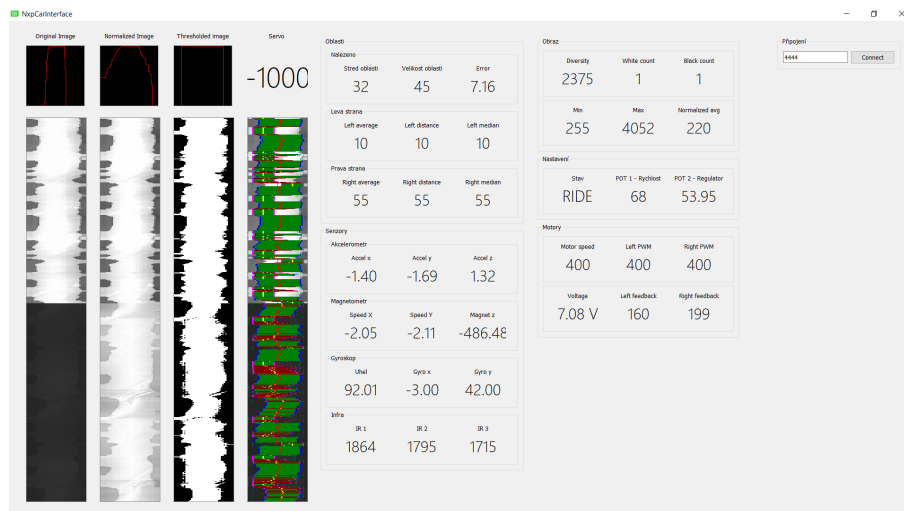 NxpCarInterface
Original Image Normalized Image Thresholded image Servo
-1000
Oblasti
Nalezeno
Stred oblasti Velikost oblasti Error
32 45 7.16
Leva strana
Left average Left distance Left median
10 10 10
Prava strana
Right average Right distance Right median
55 55 55
Senzory
Akcelerometr
Accel x Accel y Accel z
-1.40 -1.69 1.32
Magnetometr
Speed X Speed Y Magnet z
-2.05 -2.11 -486.48
Gyroskop
Uhel Gyro x Gyro y
92.01 -3.00 42.00
Infra
IR 1 IR 2 IR 3
1864 1795 1715
Obraz
Diversity White count Black count
2375 1 1
Min Max Normalized avg
255 4052 220
Nastavení
Stav POT 1 - Rychlost POT 2 - Regulator
RIDE 68 53.95
Motory
Motor speed Left PWM Right PWM
400 400 400
Voltage Left feedback Right feedback
7.08 V 160 199
Připojení
4444 Connect